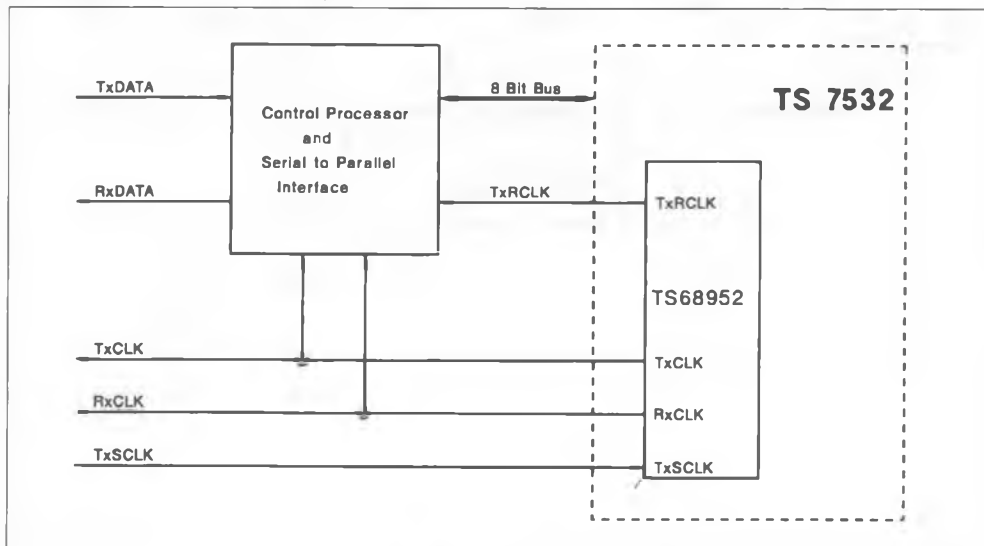 TxDATA
8 Bit Bus
TS 7532
Control Processor
and
Serial to Parallel
Interface
RxDATA
TxRCLK
TxRCLK
TS68952
TxCLK
TxCLK
RxCLK
RxCLK
TxSCLK
TxSCLK